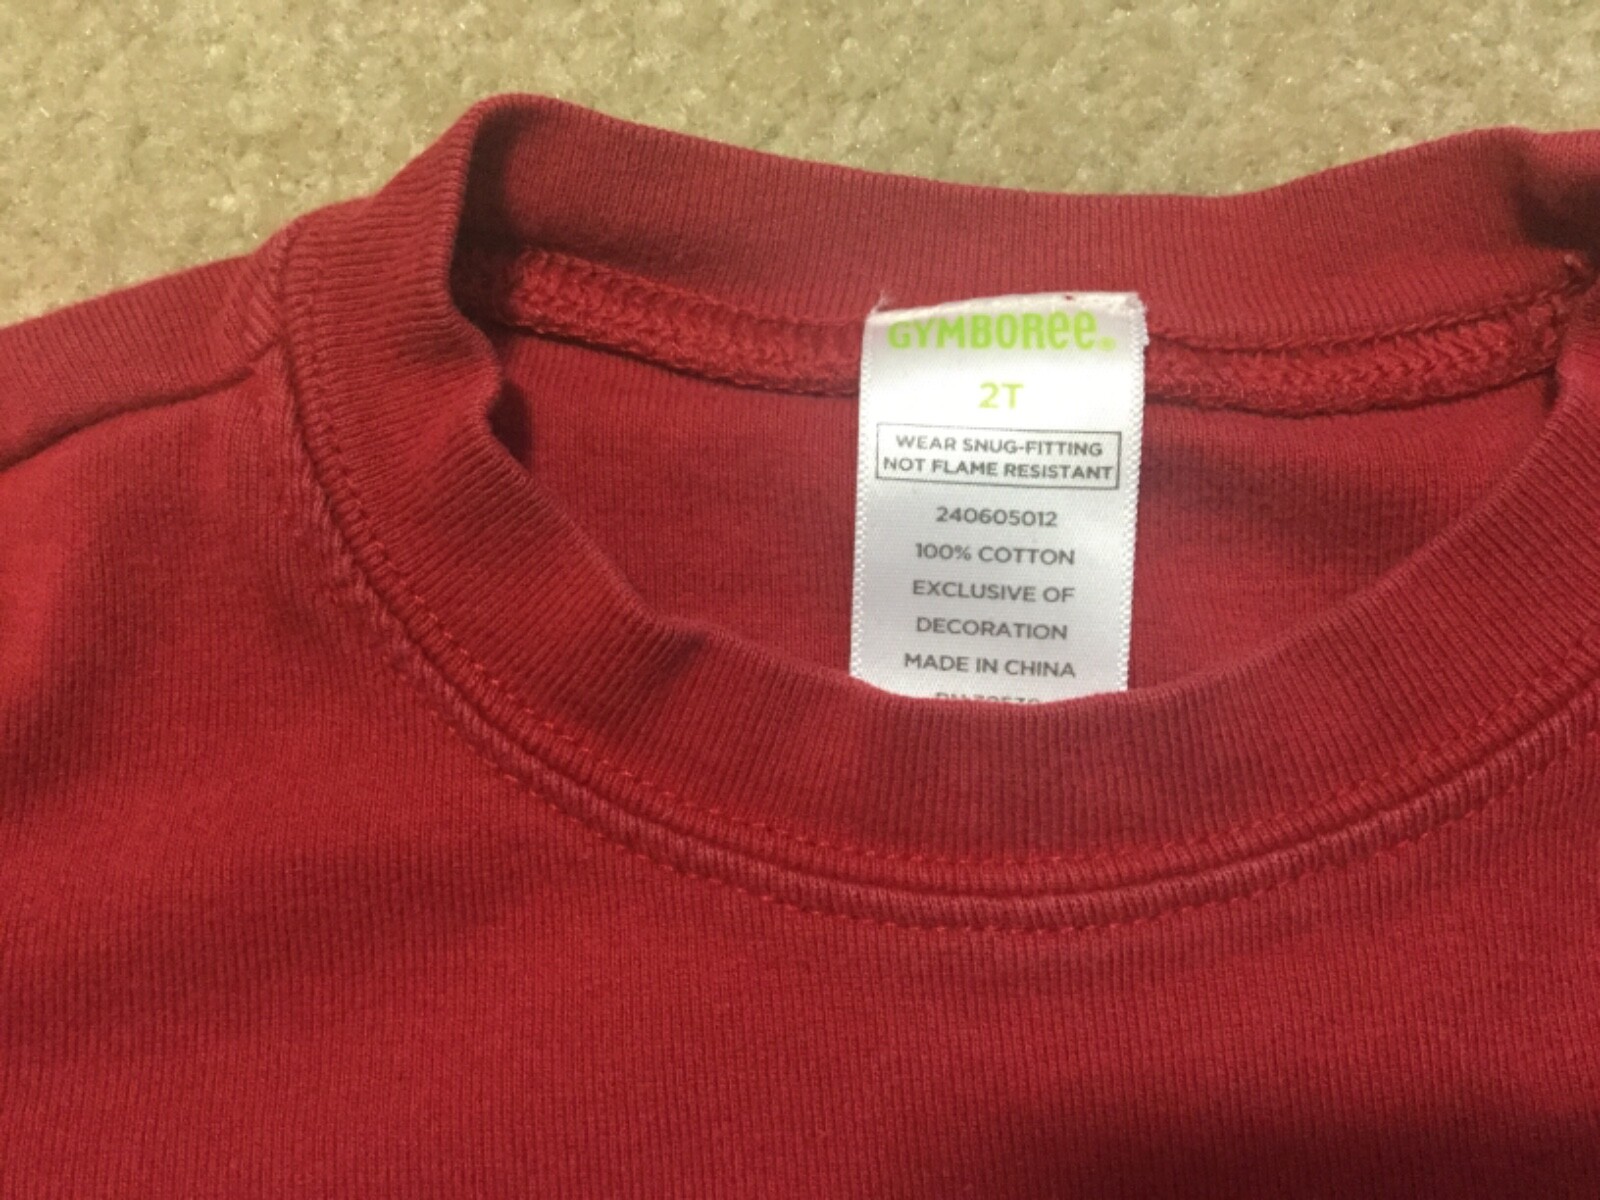 GYMBOREE
2T
WEAR SNUG-FITTING
NOT FLAME RESISTANT
240605012
100% COTTON
EXCLUSIVE OF
DECORATION
MADE IN CHINA